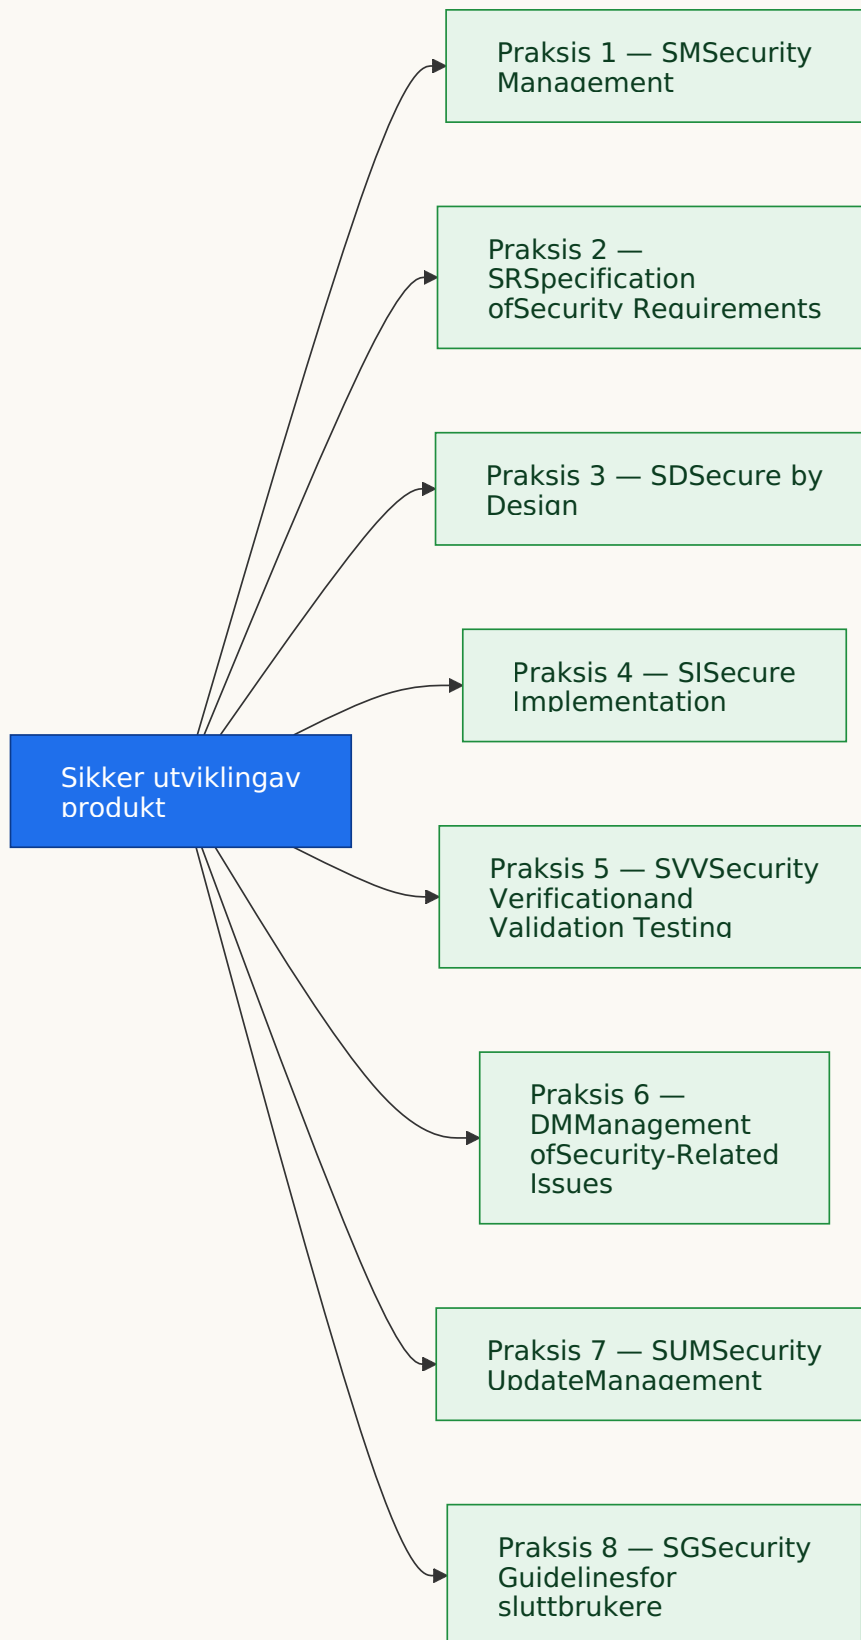 Praksis 1 — SMSecurity
Management
Praksis 2 —
SRSpecification
ofSecurity Requirements
Praksis 3 — SDSecure by
Design
Praksis 4 — SISecure
Implementation
Sikker utviklingav
produkt
Praksis 5 — SVVSecurity
Verificationand
Validation Testing
Praksis 6 —
DMManagement
ofSecurity-Related
Issues
Praksis 7 — SUMSecurity
UpdateManagement
Praksis 8 — SGSecurity
Guidelinesfor
sluttbrukere